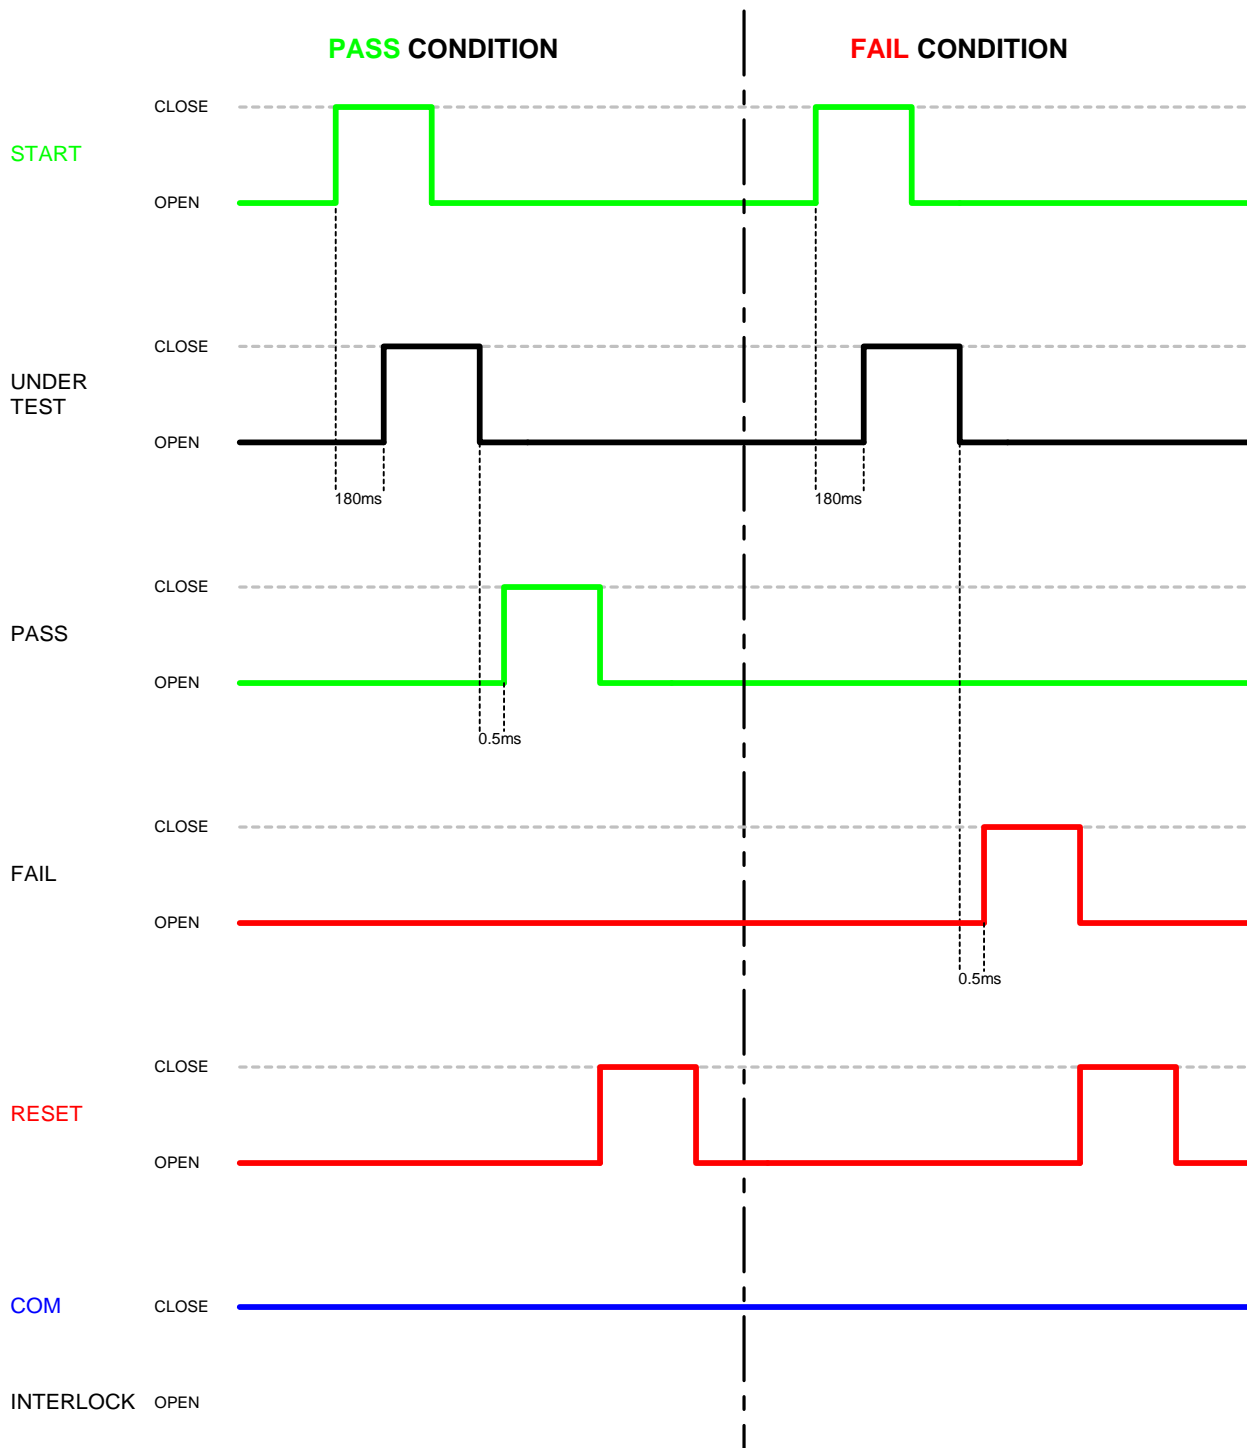 PASS CONDITION
FAIL CONDITION
CLOSE
START
OPEN
CLOSE
UNDER
TEST
OPEN
180ms
180ms
CLOSE
PASS
OPEN
0.5ms
CLOSE
FAIL
OPEN
0.5ms
CLOSE
RESET
OPEN
COM CLOSE
INTERLOCK OPEN